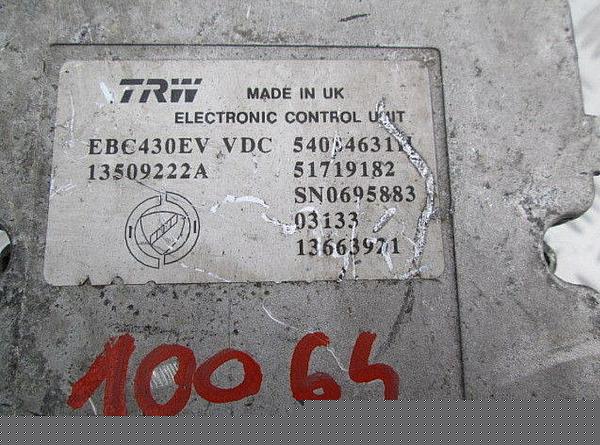 TRW MADE IN UK
ELECTRONIC CONTROL UNIT
EBC430EV VDC
13509222A 51719182
SN0695883
03133
10064